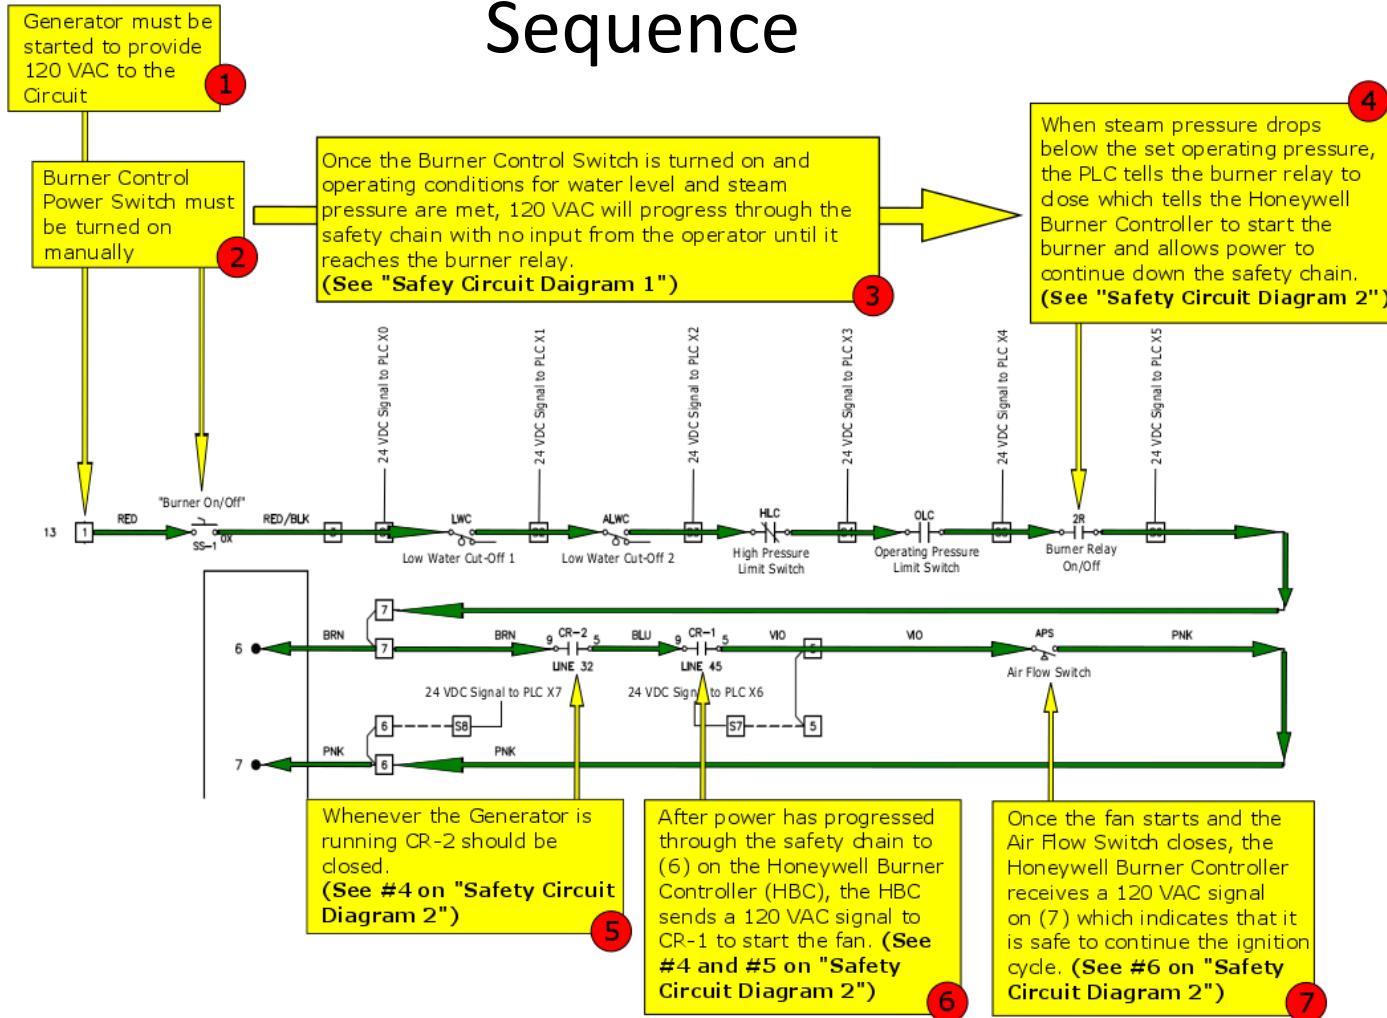 Sequence
Generator must be
started to provide
120 VAC to the
Circuit
1
Burner Control
Power Switch must
be turned on
manually
2
Once the Burner Control Switch is turned on and
operating conditions for water level and steam
pressure are met, 120 VAC will progress through the
safety chain with no input from the operator until it
reaches the burner relay.
(See "Safey Circuit Daigram 1")
3
4
When steam pressure drops
below the set operating pressure,
the PLC tells the burner relay to
close which tells the Honeywell
Burner Controller to start the
burner and allows power to
continue down the safety chain.
(See "Safety Circuit Diagram 2")
24 VDC Signal to PLC X0
24 VDC Signal to PLC X1
24 VDC Signal to PLC X2
24 VDC Signal to PLC X3
24 VDC Signal to PLC X4
24 VDC Signal to PLC X5
13
1
RED
"Burner On/Off"
SS-1
OX
RED/BLK
LWC
Low Water Cut-Off 1
ALWC
Low Water Cut-Off 2
HLC
High Pressure
Limit Switch
OLC
Operating Pressure
Limit Switch
2R
Burner Relay
On/Off
7
6
BRN
7
BRN
9
CR-2
5
LINE 32
BLU
9
CR-1
5
LINE 45
VIO
VIO
APS
Air Flow Switch
PNK
24 VDC Signal to PLC X7
24 VDC Signal to PLC X6
6
S8
S7
5
7
PNK
6
PNK
Whenever the Generator is
running CR-2 should be
closed.
(See #4 on "Safety Circuit
Diagram 2")
5
After power has progressed
through the safety chain to
(6) on the Honeywell Burner
Controller (HBC), the HBC
sends a 120 VAC signal to
CR-1 to start the fan. (See
#4 and #5 on "Safety
Circuit Diagram 2")
6
Once the fan starts and the
Air Flow Switch closes, the
Honeywell Burner Controller
receives a 120 VAC signal
on (7) which indicates that it
is safe to continue the ignition
cycle. (See #6 on "Safety
Circuit Diagram 2")
7